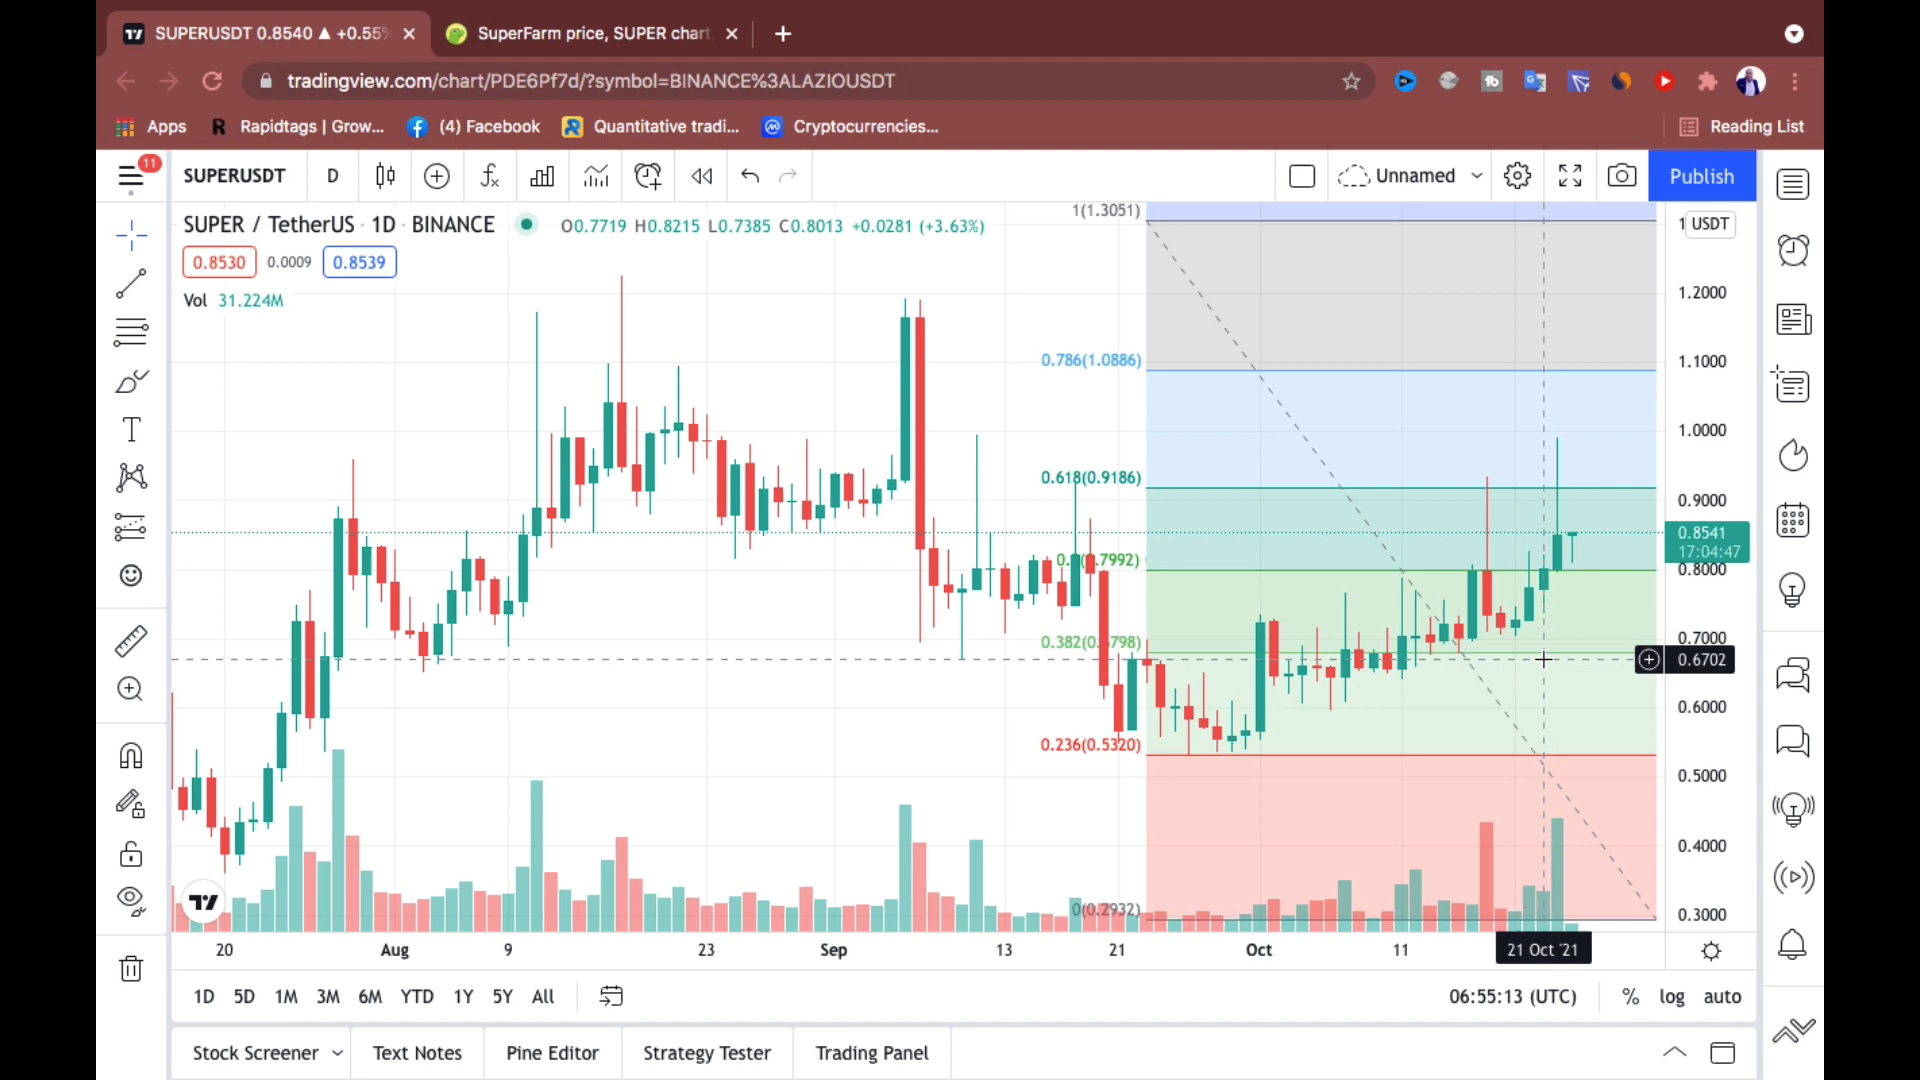 SUPERUSDT 0.8540 ▲ +0.55%
SuperFarm price, SUPER chart
tradingview.com/chart/PDE6Pf7d/?symbol=BINANCE%3ALAZIOUSDT
Apps
Rapidtags | Grow...
(4) Facebook
Quantitative tradi...
Cryptocurrencies...
Reading List
11
SUPERUSDT
D
Unnamed
Publish
SUPER / TetherUS · 1D · BINANCE
O0.7719 H0.8215 L0.7385 C0.8013 +0.0281 (+3.63%)
0.8530
0.0009
0.8539
Vol 31.224M
USDT
1(1.3051)
0.786(1.0886)
0.618(0.9186)
0.382(0.6798)
0.236(0.5320)
0(0.2932)
1.2000
1.1000
1.0000
0.9000
0.8541
17:04:47
0.8000
0.7000
0.6702
0.6000
0.5000
0.4000
0.3000
20
Aug
9
23
Sep
13
21
Oct
11
21 Oct '21
1D
5D
1M
3M
6M
YTD
1Y
5Y
All
06:55:13 (UTC)
%
log
auto
Stock Screener
Text Notes
Pine Editor
Strategy Tester
Trading Panel